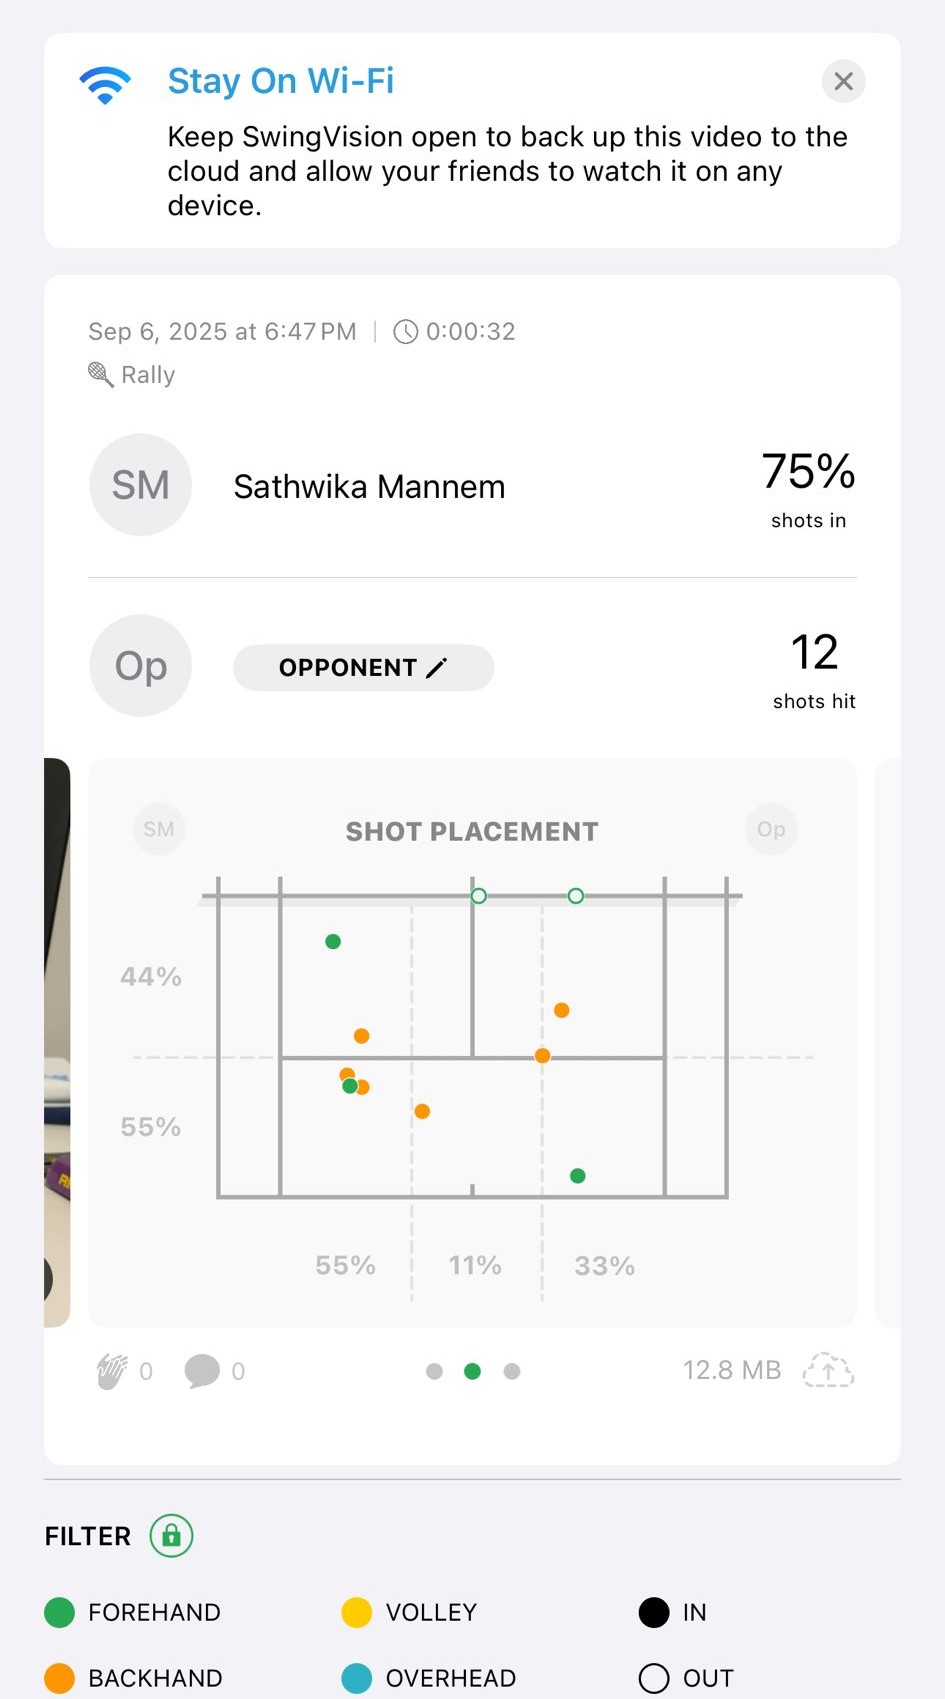 Stay On Wi-Fi
Keep SwingVision open to back up this video to the
cloud and allow your friends to watch it on any
device.
Sep 6, 2025 at 6:47 PM | 0:00:32
Rally
SM Sathwika Mannem 75%
shots in
Op OPPONENT 12
shots hit
SM SHOT PLACEMENT Op
44%
55%
55% 11% 33%
0 0 12.8 MB
FILTER
FOREHAND VOLLEY IN
BACKHAND OVERHEAD OUT